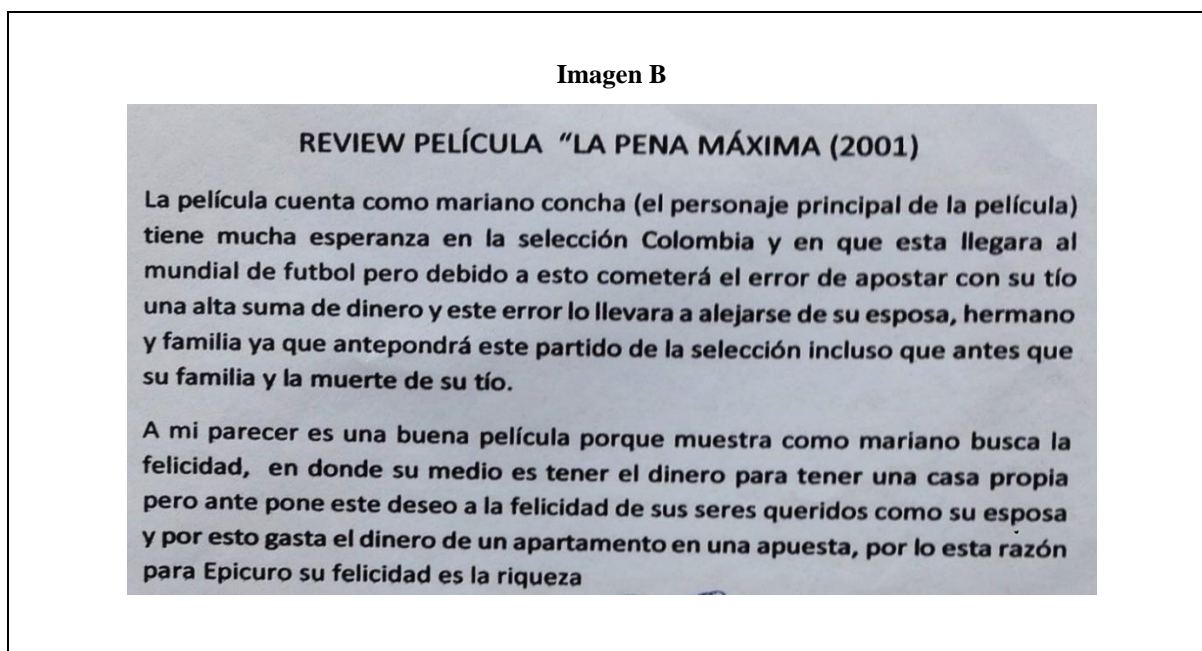 Imagen B
REVIEW PELÍCULA “LA PENA MÁXIMA (2001)
La película cuenta como mariano concha (el personaje principal de la película)
tiene mucha esperanza en la selección Colombia y en que esta llegara al
mundial de futbol pero debido a esto cometerá el error de apostar con su tío
una alta suma de dinero y este error lo llevara a alejarse de su esposa, hermano
y familia ya que antepondrá este partido de la selección incluso que antes que
su familia y la muerte de su tío.
A mi parecer es una buena película porque muestra como mariano busca la
felicidad, en donde su medio es tener el dinero para tener una casa propia
pero ante pone este deseo a la felicidad de sus seres queridos como su esposa
y por esto gasta el dinero de un apartamento en una apuesta, por lo esta razón
para Epicuro su felicidad es la riqueza